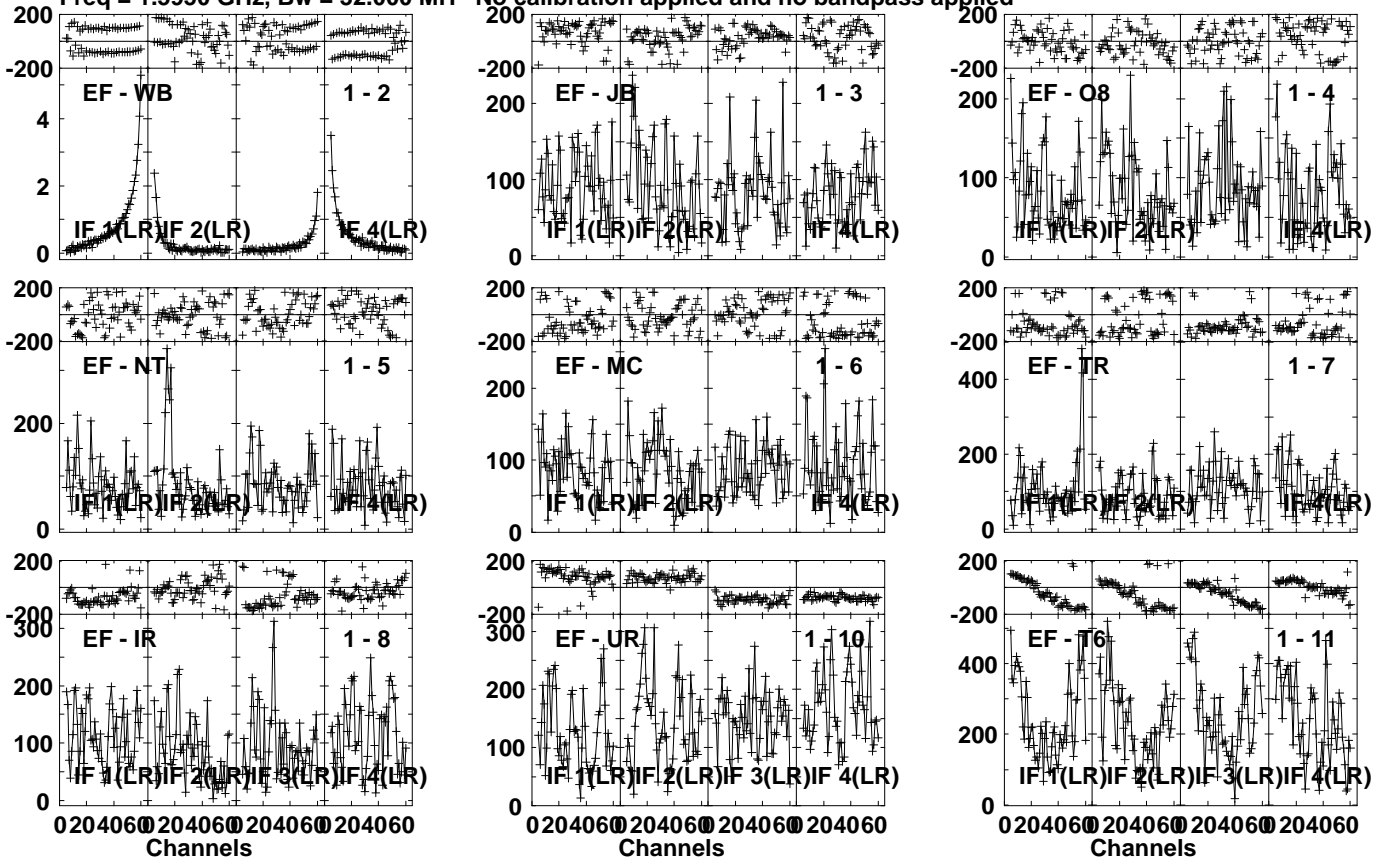 calibration applied and no bandpass applied
200
-200
EF - WB
1 - 2
4
2
0
IF 1(LR)
IF 2(LR)
IF 4(LR)
EF - JB
1 - 3
200
100
0
IF 1(LR)
IF 2(LR)
IF 4(LR)
200
-200
EF - O8
1 - 4
200
100
0
IF 1(LR)
IF 2(LR)
IF 4(LR)
200
-200
EF - NT
1 - 5
200
0
IF 1(LR)
IF 2(LR)
IF 4(LR)
200
-200
EF - MC
1 - 6
200
100
0
IF 1(LR)
IF 2(LR)
IF 4(LR)
200
-200
EF - TR
1 - 7
400
200
0
IF 1(LR)
IF 2(LR)
IF 4(LR)
200
-200
EF - IR
1 - 8
300
200
100
0
IF 1(LR)
IF 2(LR)
IF 3(LR)
IF 4(LR)
0 20 40 60 0 20 40 60 0 20 40 60 0 20 40 60
Channels
200
-200
EF - UR
1 - 10
300
200
100
0
IF 1(LR)
IF 2(LR)
IF 3(LR)
IF 4(LR)
0 20 40 60 0 20 40 60 0 20 40 60 0 20 40 60
Channels
200
-200
EF - T6
1 - 11
400
200
0
IF 1(LR)
IF 2(LR)
IF 3(LR)
IF 4(LR)
0 20 40 60 0 20 40 60 0 20 40 60 0 20 40 60
Channels